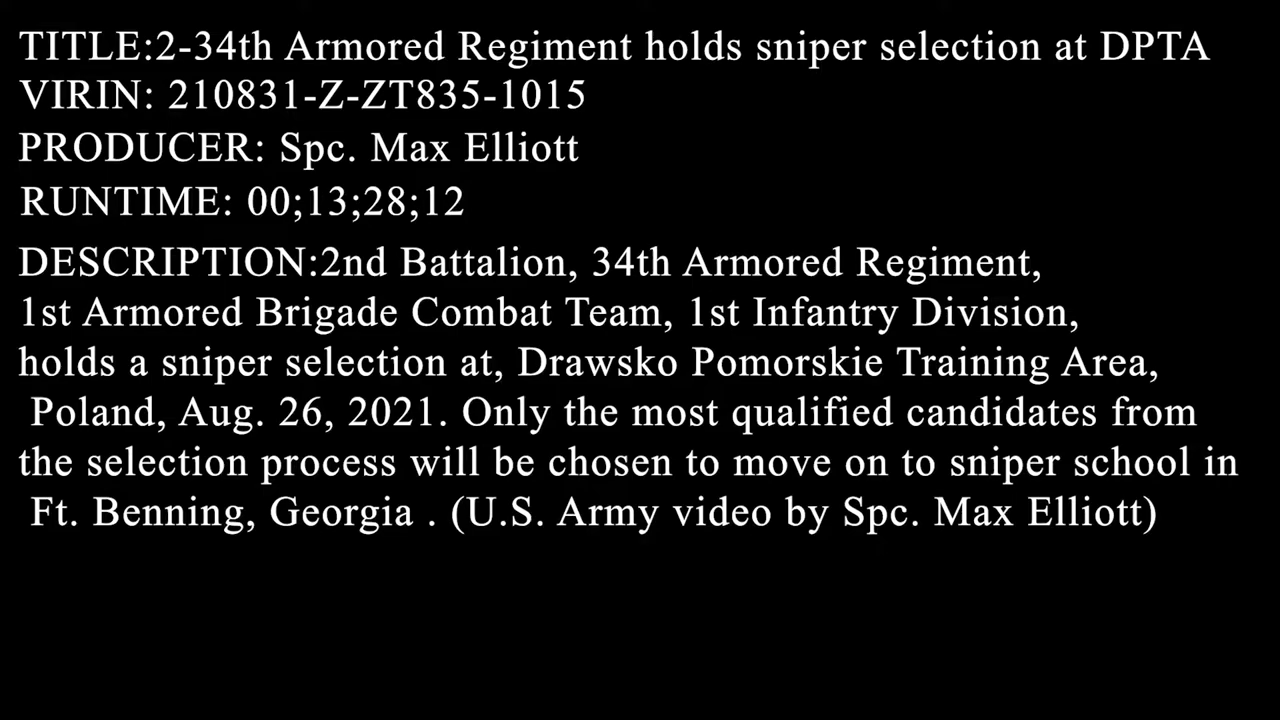 TITLE:2-34th Armored Regiment holds sniper selection at DPTA
VIRIN: 210831-Z-ZT835-1015
PRODUCER: Spc. Max Elliott
RUNTIME: 00;13;28;12
DESCRIPTION:2nd Battalion, 34th Armored Regiment,
1st Armored Brigade Combat Team, 1st Infantry Division,
holds a sniper selection at, Drawsko Pomorskie Training Area,
Poland, Aug. 26, 2021. Only the most qualified candidates from
the selection process will be chosen to move on to sniper school in
Ft. Benning, Georgia . (U.S. Army video by Spc. Max Elliott)